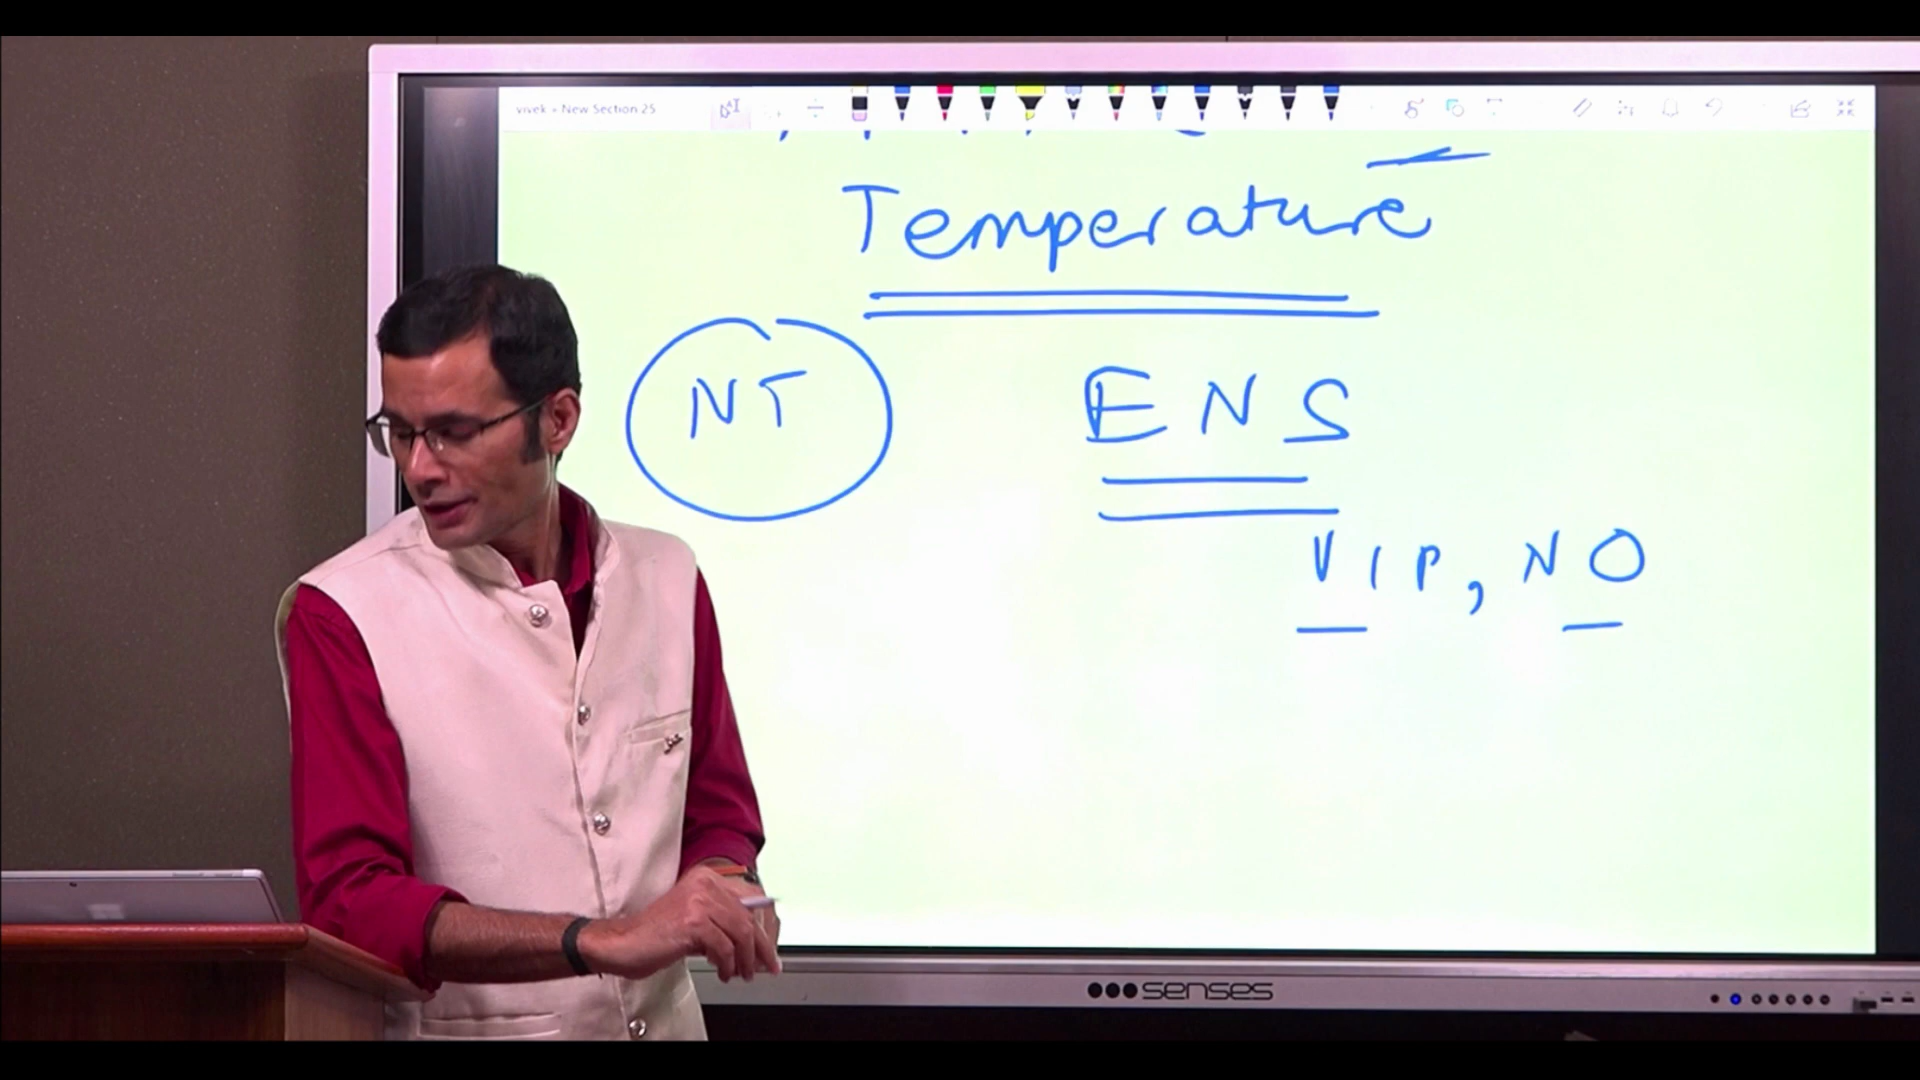 vivek - New Section 25
Temperature
NT
ENS
VIP, NO
senses